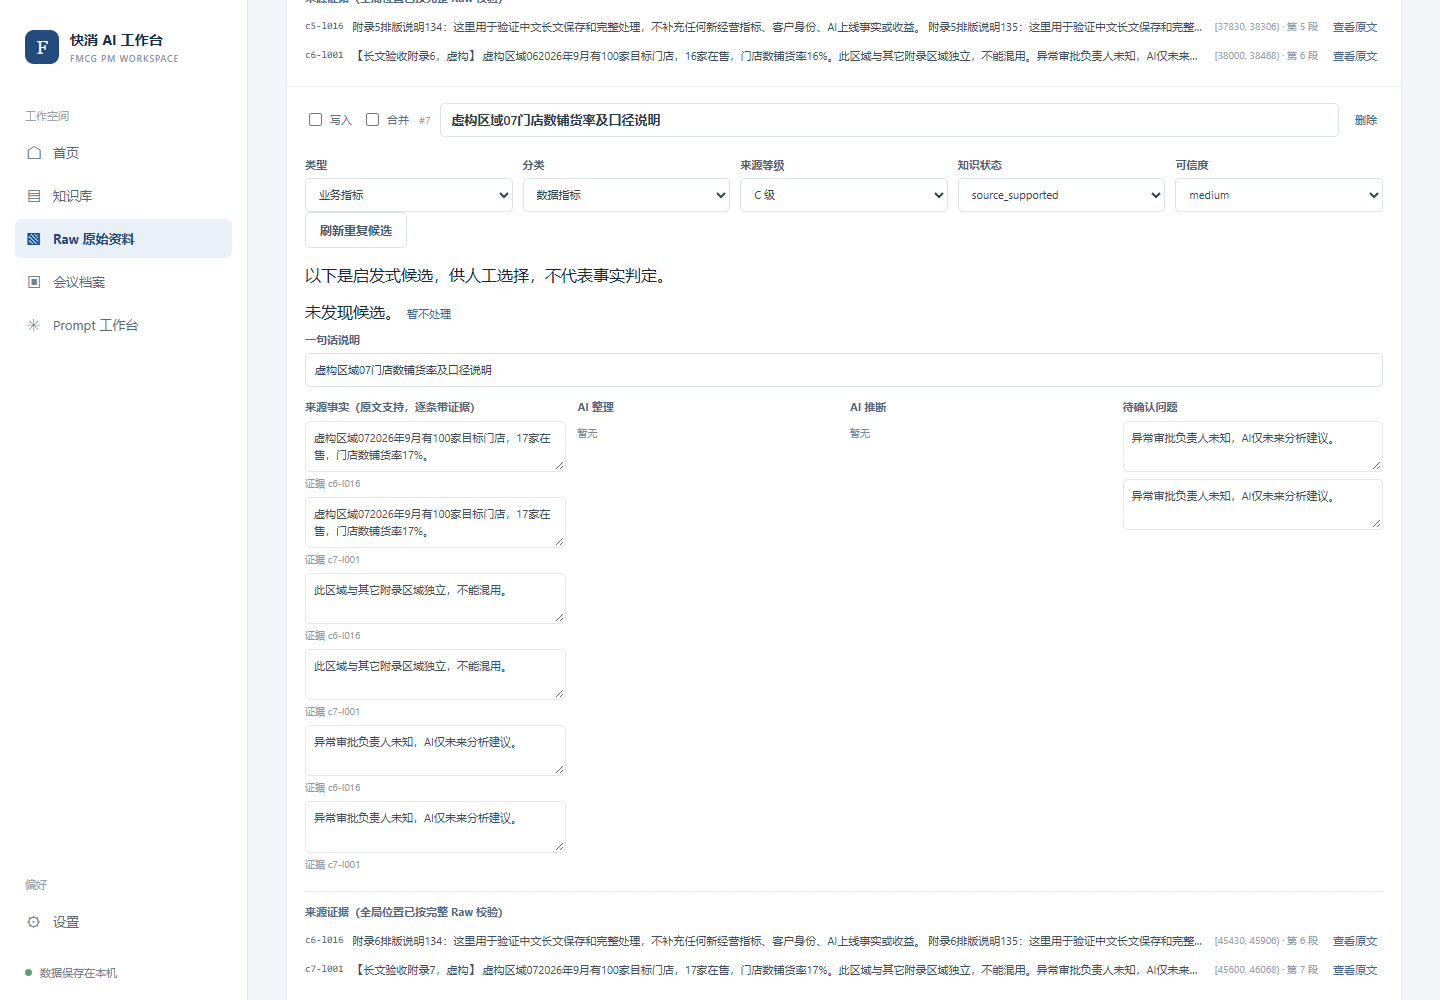 F
快消 AI 工作台
FMCG PM WORKSPACE
工作空间
首页
知识库
Raw 原始资料
会议档案
Prompt 工作台
偏好
设置
数据保存在本机
c5-l016 附录5排版说明134：这里用于验证中文长文保存和完整处理，不补充任何新经营指标、客户身份、AI上线事实或收益。 附录5排版说明135：这里用于验证中文长文保存和完整... [37830, 38306) · 第 5 段 查看原文
c6-l001 【长文验收附录6，虚构】 虚构区域062026年9月有100家目标门店，16家在售，门店数铺货率16%。此区域与其它附录区域独立，不能混用。异常审批负责人未知，AI仅未来... [38000, 38468) · 第 6 段 查看原文
写入 合并 #7 虚构区域07门店数铺货率及口径说明 删除
类型 分类 来源等级 知识状态 可信度
业务指标 数据指标 C 级 source_supported medium
刷新重复候选
以下是启发式候选，供人工选择，不代表事实判定。
未发现候选。 暂不处理
一句话说明
虚构区域07门店数铺货率及口径说明
来源事实（原文支持，逐条带证据）
虚构区域072026年9月有100家目标门店，17家在
售，门店数铺货率17%。
证据 c6-l016
虚构区域072026年9月有100家目标门店，17家在
售，门店数铺货率17%。
证据 c7-l001
此区域与其它附录区域独立，不能混用。
证据 c6-l016
此区域与其它附录区域独立，不能混用。
证据 c7-l001
异常审批负责人未知，AI仅未来分析建议。
证据 c6-l016
异常审批负责人未知，AI仅未来分析建议。
证据 c7-l001
AI 整理
暂无
AI 推断
暂无
待确认问题
异常审批负责人未知，AI仅未来分析建议。
异常审批负责人未知，AI仅未来分析建议。
来源证据（全局位置已按完整 Raw 校验）
c6-l016 附录6排版说明134：这里用于验证中文长文保存和完整处理，不补充任何新经营指标、客户身份、AI上线事实或收益。 附录6排版说明135：这里用于验证中文长文保存和完整... [45430, 45906) · 第 6 段 查看原文
c7-l001 【长文验收附录7，虚构】 虚构区域072026年9月有100家目标门店，17家在售，门店数铺货率17%。此区域与其它附录区域独立，不能混用。异常审批负责人未知，AI仅未来... [45600, 46068) · 第 7 段 查看原文